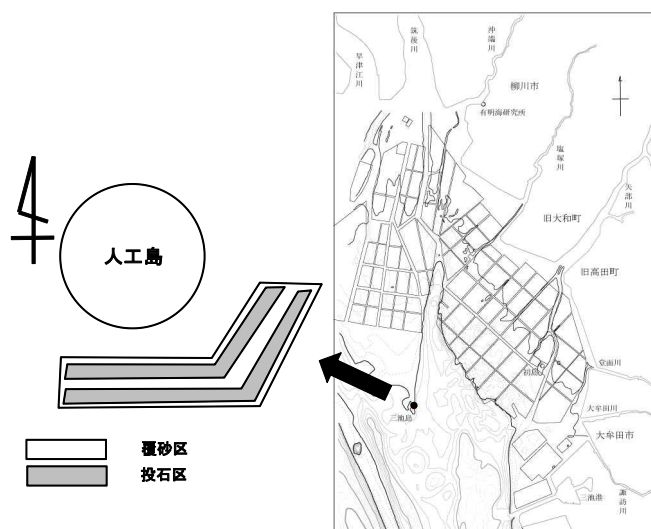 人工島
覆砂区
投石区
早津江川
筑後川
沖端川
柳川市
有明海研究所
塩塚川
矢部川
旧大和町
旧高田町
堂面川
初島
大牟田川
三池島
大牟田市
三池港
諏訪川